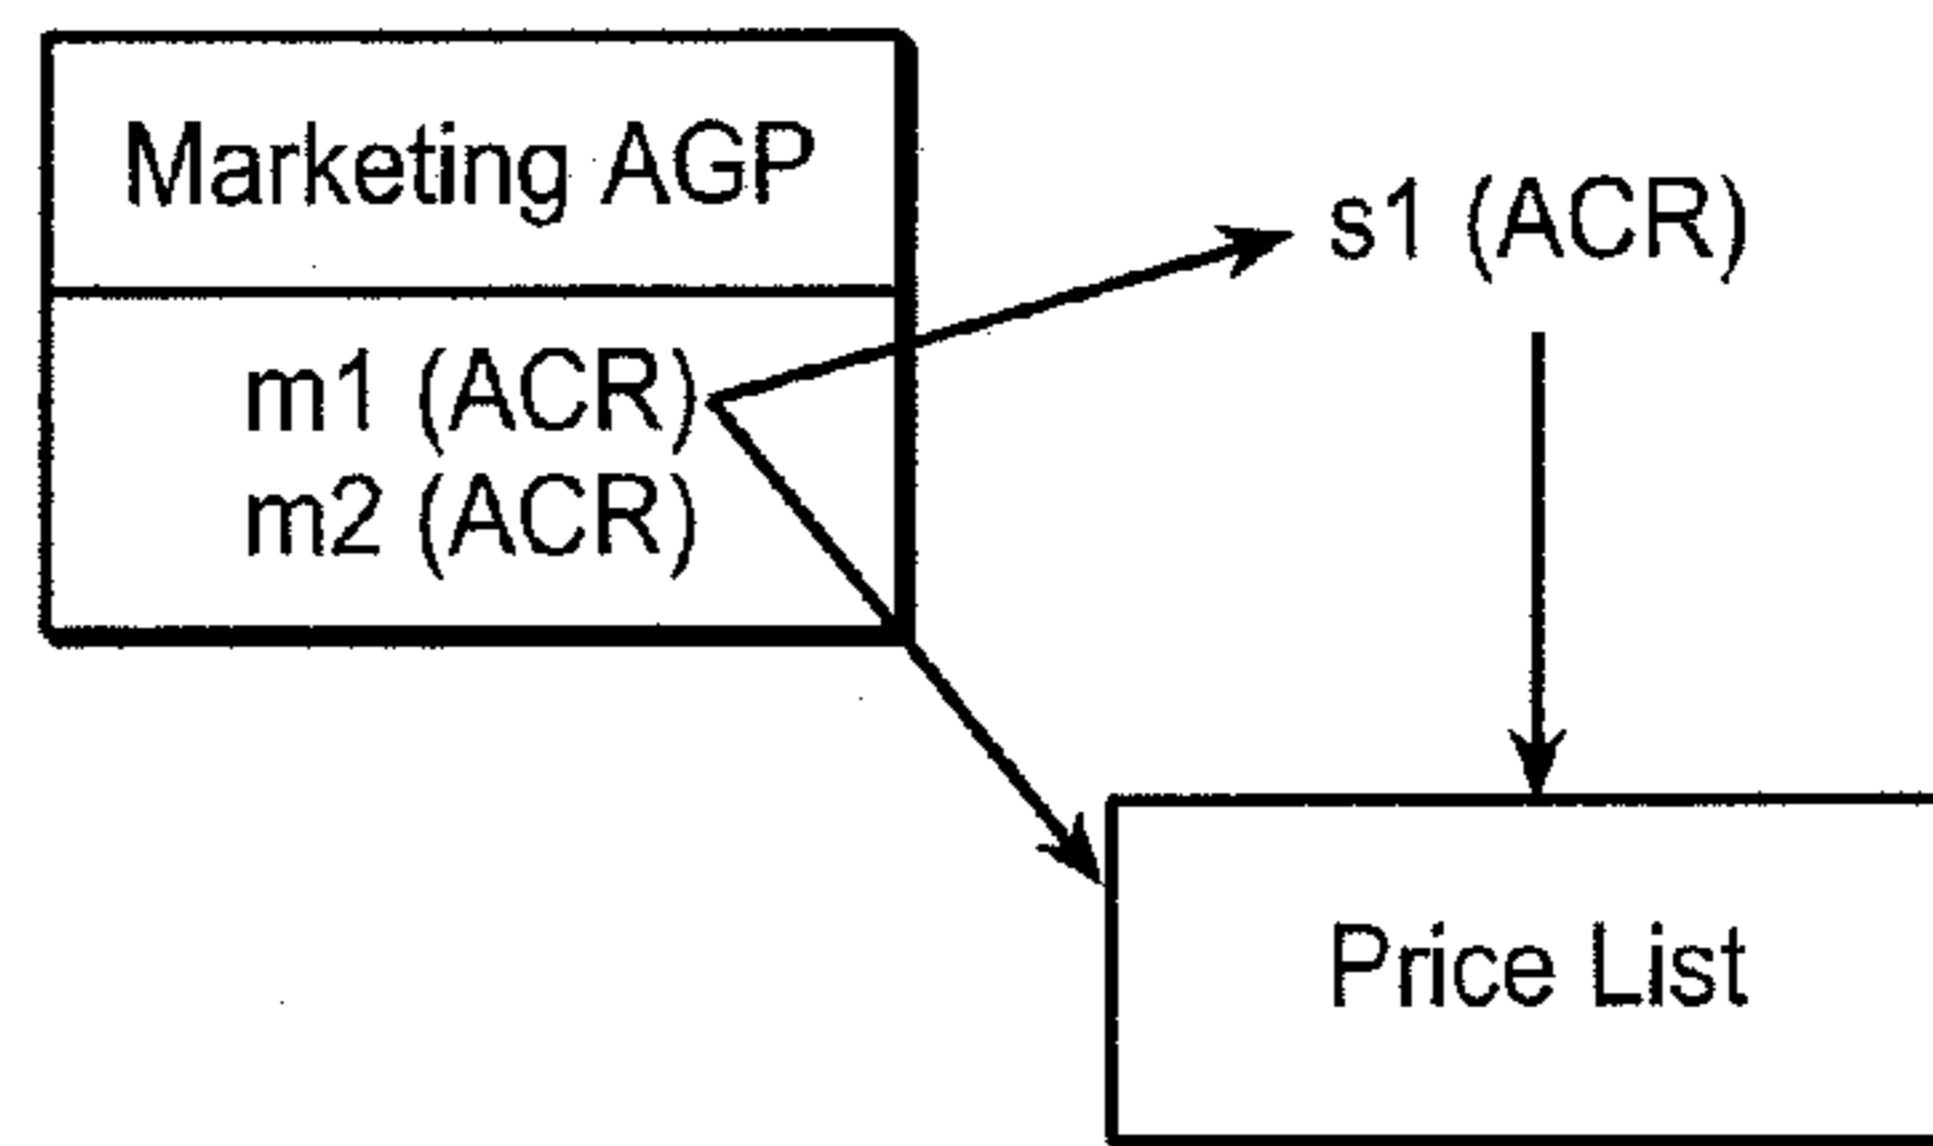 Marketing AGP
s1 (ACR)
m1 (ACR)
m2 (ACR)
Price List